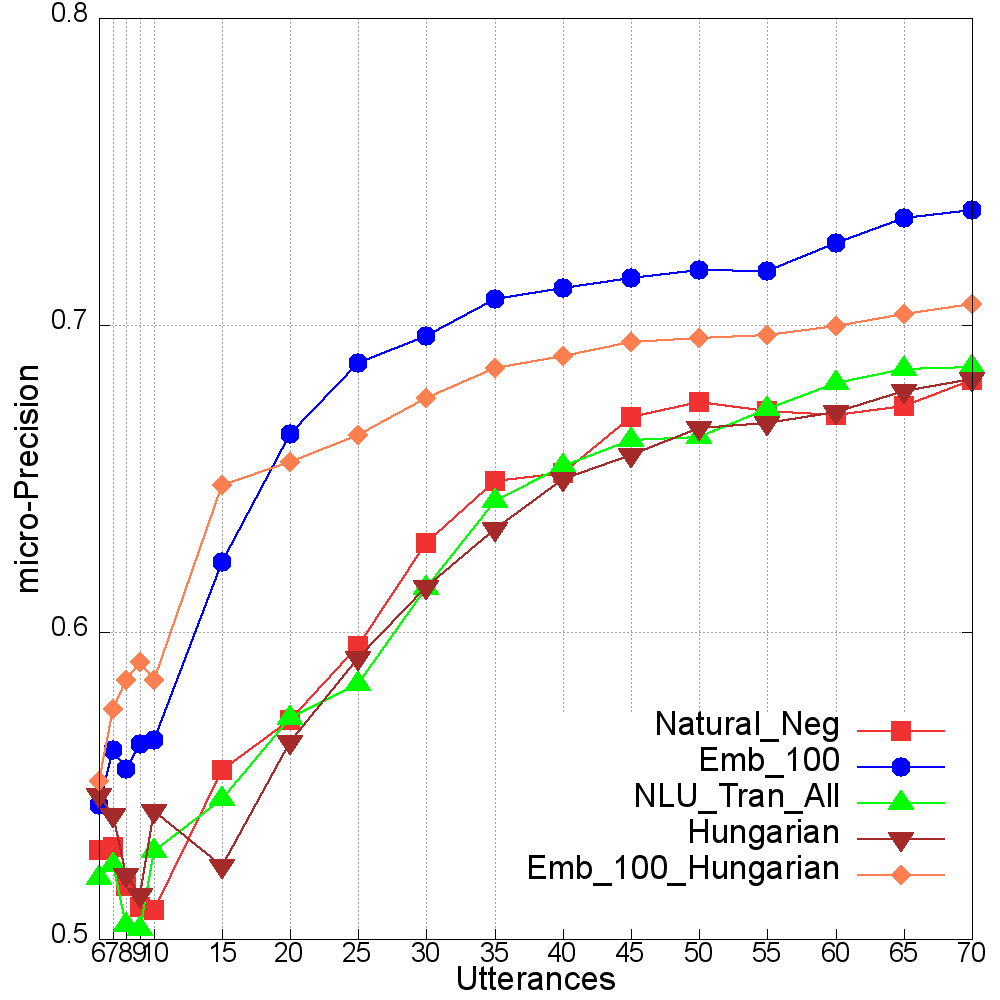 0.8
0.7
0.6
0.5
micro-Precision
6 7 8 9 10 15 20 25 30 35 40 45 50 55 60 65 70
Utterances
Natural_Neg
Emb_100
NLU_Tran_All
Hungarian
Emb_100_Hungarian